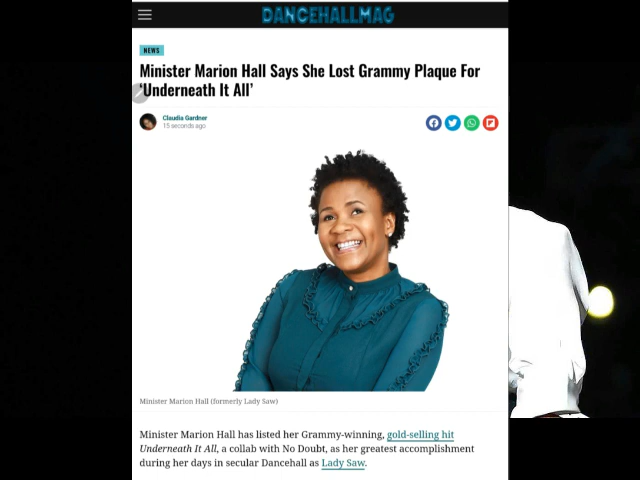 DANCEHALLMAG
NEWS
Minister Marion Hall Says She Lost Grammy Plaque For
‘Underneath It All’
Claudia Gardner
15 seconds ago
Minister Marion Hall (formerly Lady Saw)
Minister Marion Hall has listed her Grammy-winning, gold-selling hit
Underneath It All, a collab with No Doubt, as her greatest accomplishment
during her days in secular Dancehall as Lady Saw.